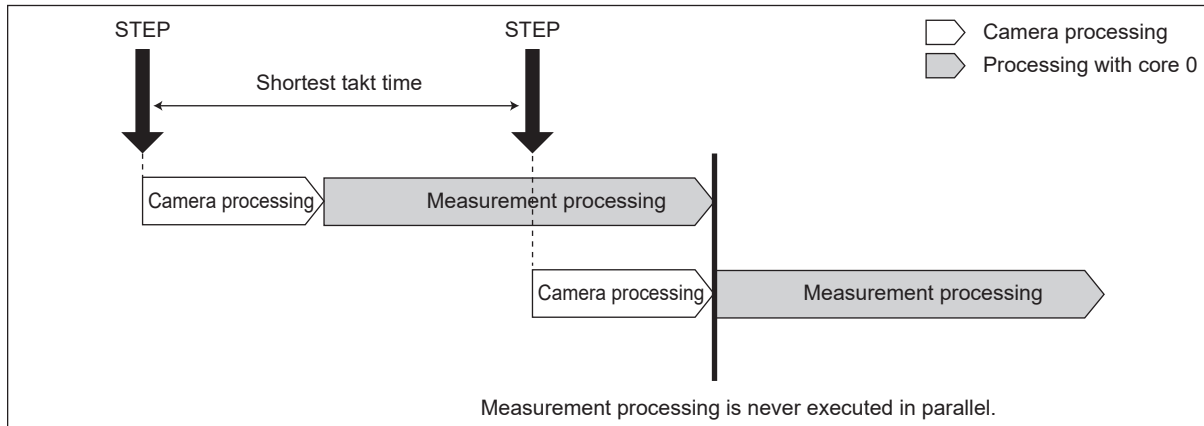 STEP
STEP
Camera processing
Processing with core 0
Shortest takt time
Camera processing
Measurement processing
Camera processing
Measurement processing
Measurement processing is never executed in parallel.